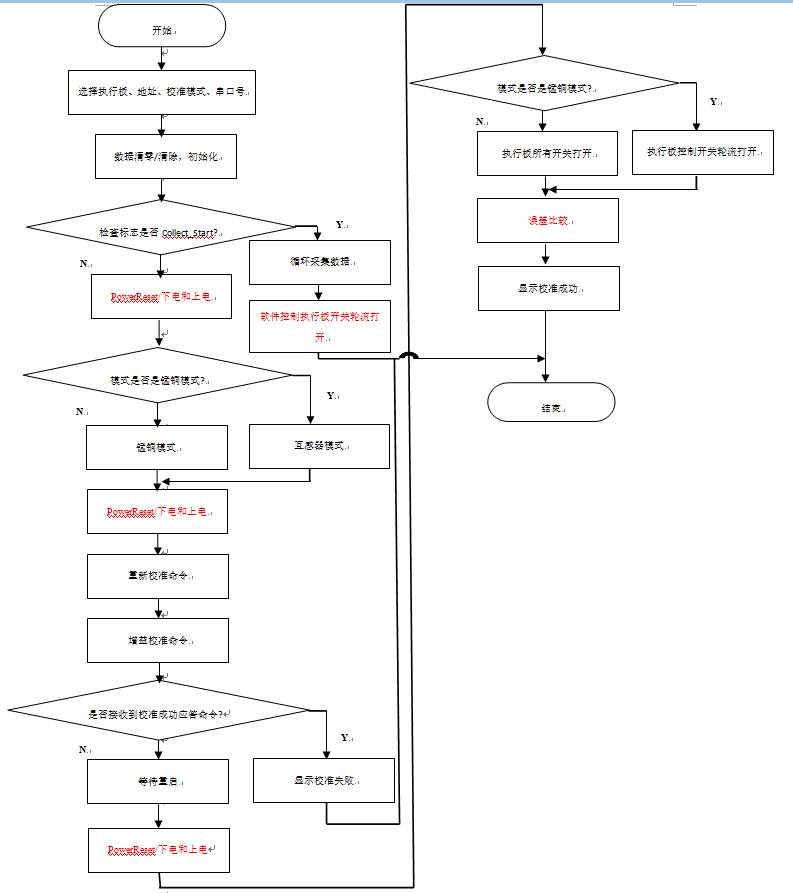 开始
选择执行板、地址、校准模式、串口号
数据清零/清除，初始化
检查标志是否 Collect_Start?
Y
循环采集数据
软件控制执行板开关轮流打
开
N
PowerReset/下电和上电
模式是否是锰铜模式?
Y
N
锰铜模式
互感器模式
PowerReset/下电和上电
重新校准命令
增益校准命令
是否接收到校准成功应答命令?
Y
N
等待重启
显示校准失败
PowerReset/下电和上电
模式是否是锰铜模式?
Y
N
执行板所有开关打开
执行板控制开关轮流打开
误差比较
显示校准成功
结束